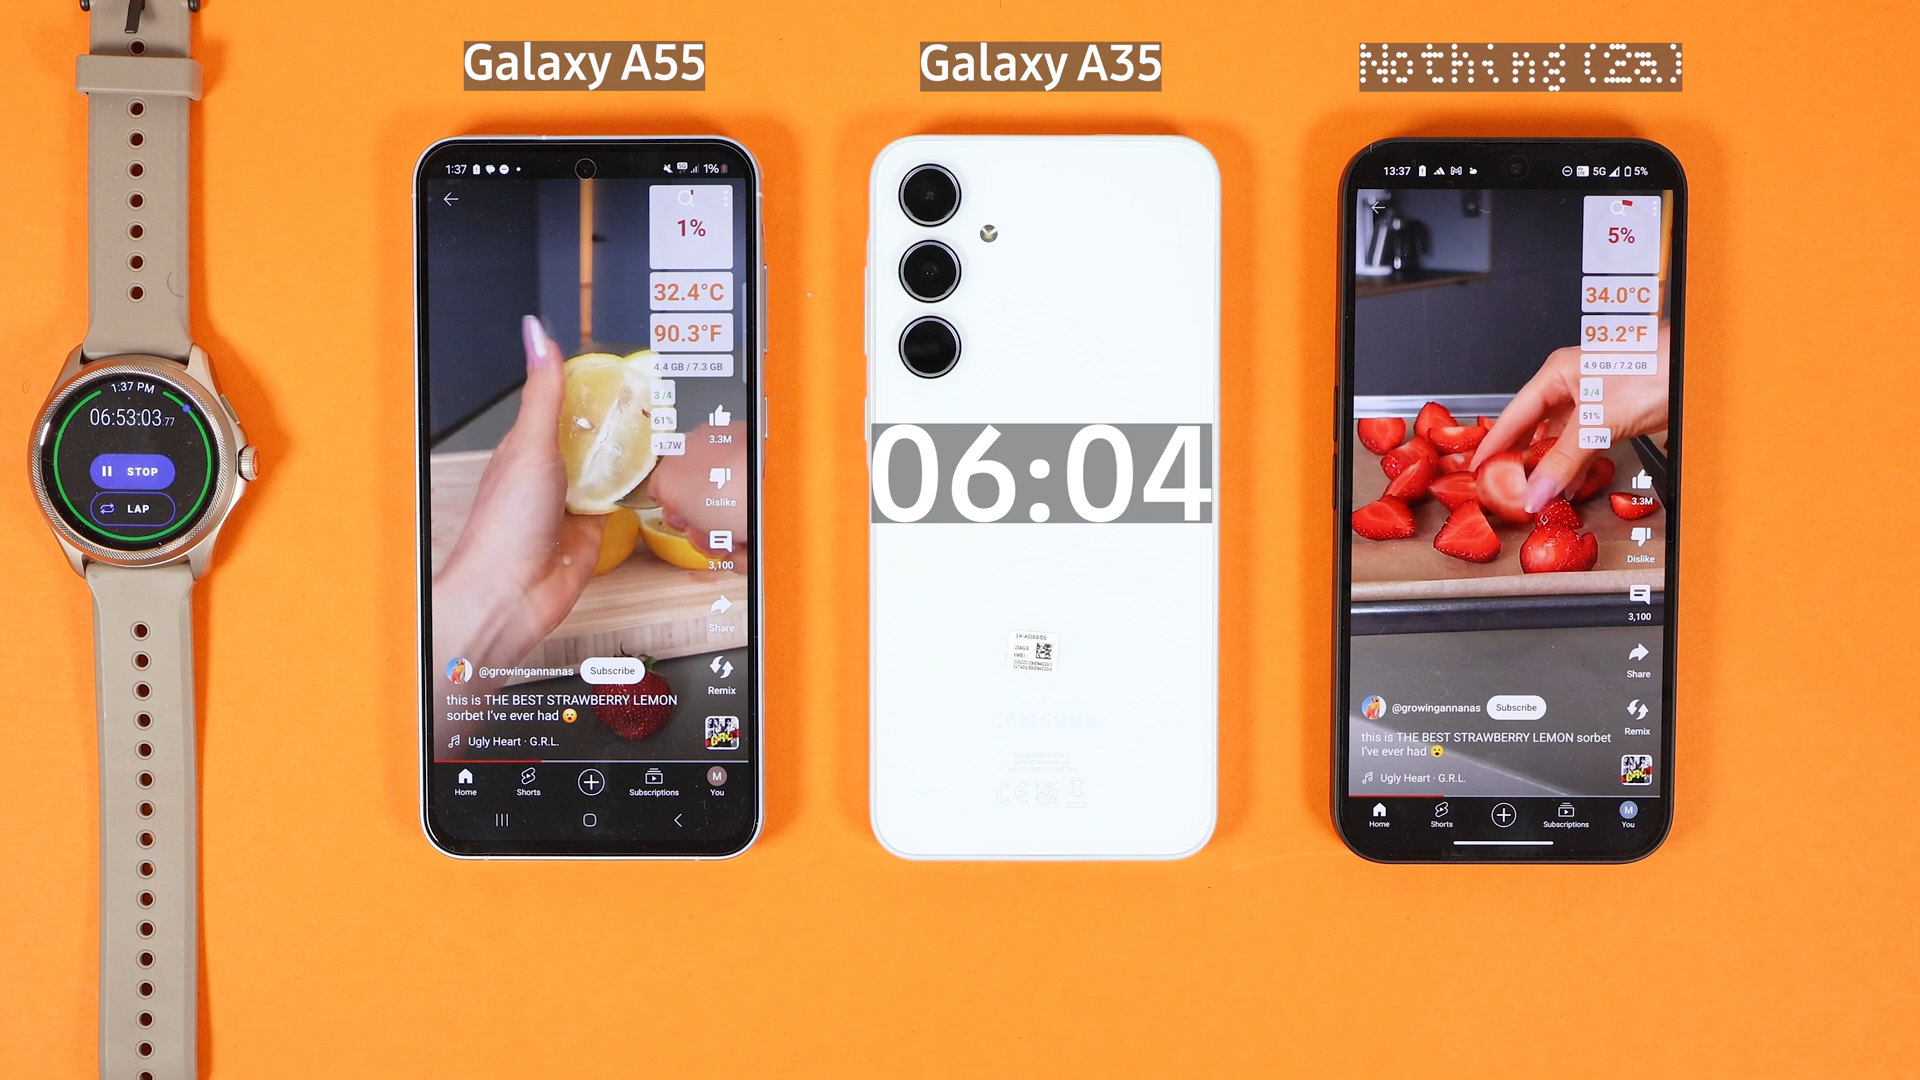 Galaxy A55
Galaxy A35
Nothing (2a)
1:37 PM
06:53:03.77
STOP
LAP
1:37
1%
1%
32.4°C
90.3°F
4.4 GB / 7.3 GB
3 / 4
61%
-1.7W
3.3M
Dislike
3,100
Share
Remix
@growingannanas
Subscribe
this is THE BEST STRAWBERRY LEMON
sorbet I've ever had 😮
Ugly Heart · G.R.L.
Home
Shorts
Subscriptions
M
You
06:04
SAMSUNG
13:37
5G
5%
5%
34.0°C
93.2°F
4.9 GB / 7.2 GB
3 / 4
51%
-1.7W
3.3M
Dislike
3,100
Share
Remix
@growingannanas
Subscribe
this is THE BEST STRAWBERRY LEMON sorbet
I've ever had 😮
Ugly Heart · G.R.L.
Home
Shorts
Subscriptions
M
You